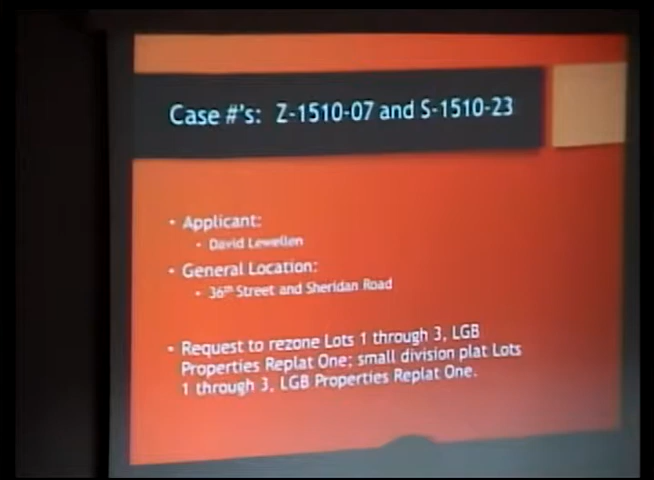 Case #'s: Z-1510-07 and S-1510-23
• Applicant:
• David Lewellen
• General Location:
• 36th Street and Sheridan Road
• Request to rezone Lots 1 through 3, LGB
Properties Replat One; small division plat Lots
1 through 3, LGB Properties Replat One.